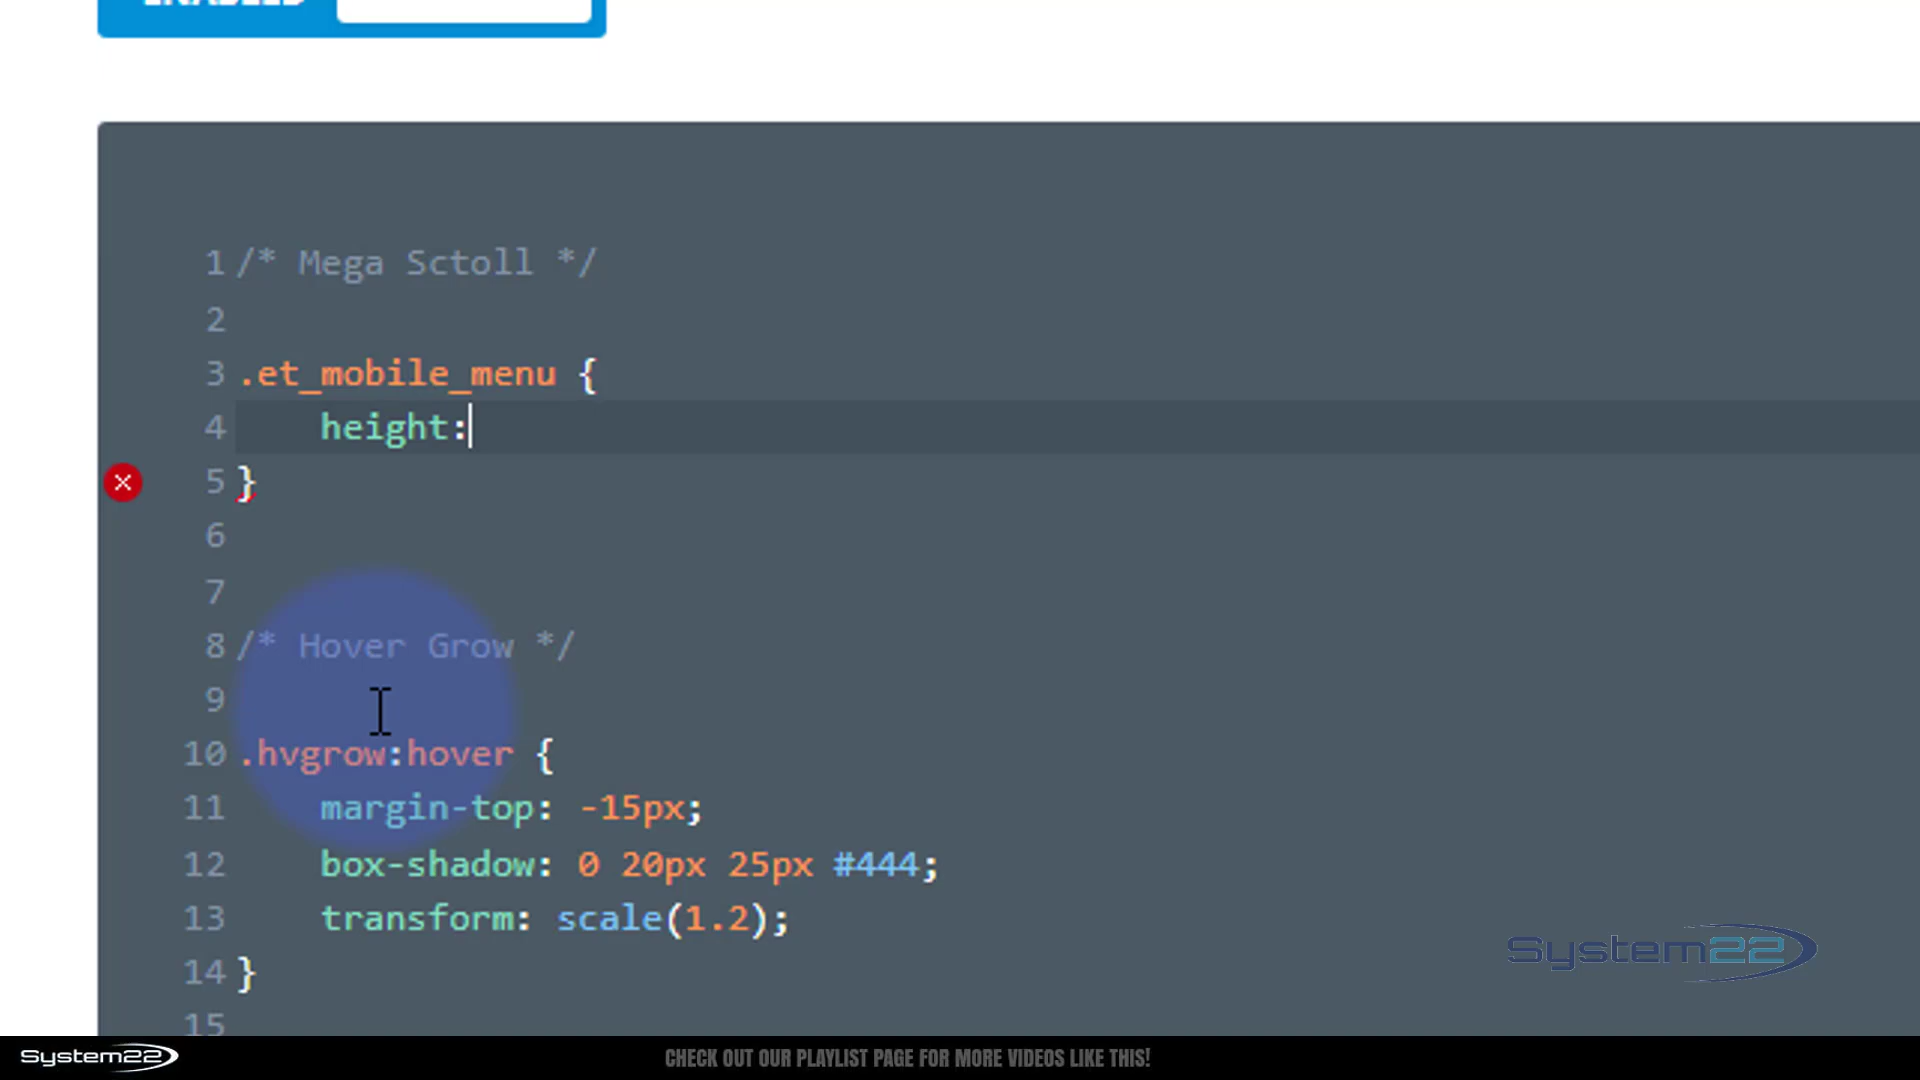 ENABLED
1 /* Mega Sctoll */
2
3 .et_mobile_menu {
4 height:
5 }
6
7
8 /* Hover Grow */
9
10 .hvgrow:hover {
11 margin-top: -15px;
12 box-shadow: 0 20px 25px #444;
13 transform: scale(1.2);
14 }
15
System22
System22
CHECK OUT OUR PLAYLIST PAGE FOR MORE VIDEOS LIKE THIS!